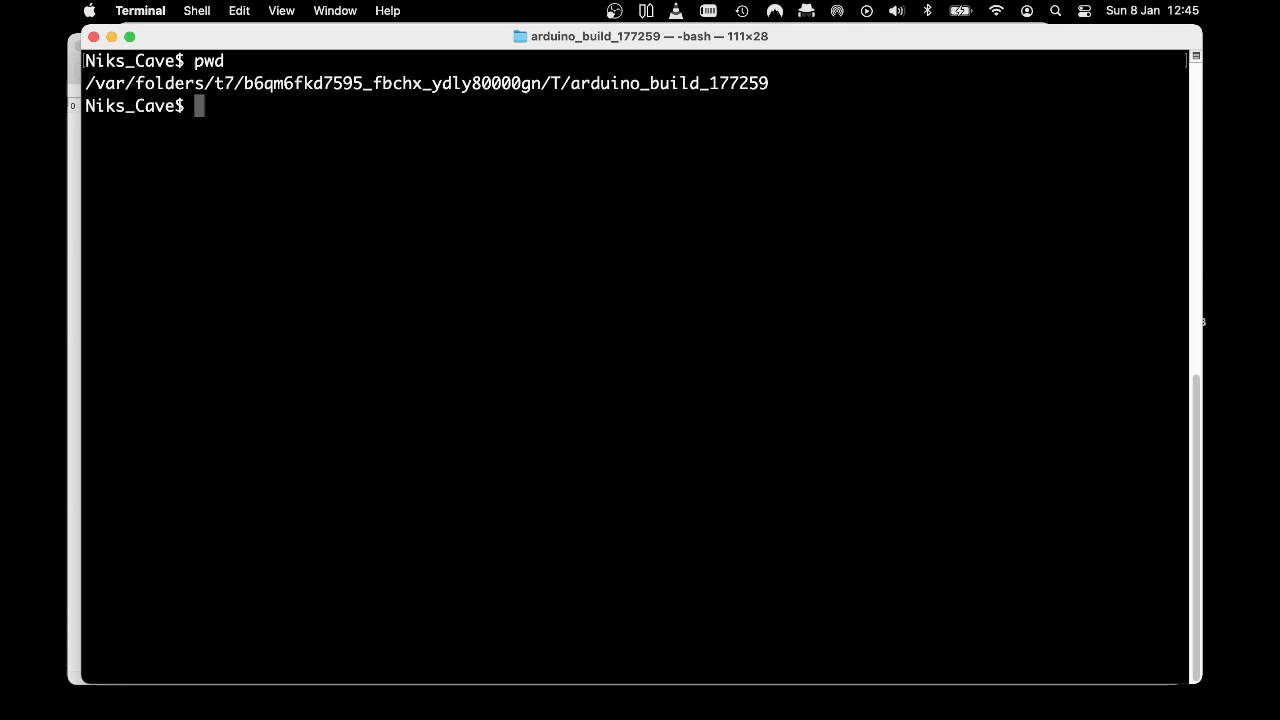 Terminal Shell Edit View Window Help Sun 8 Jan 12:45
arduino_build_177259 — -bash — 111×28
Niks_Cave$ pwd
/var/folders/t7/b6qm6fkd7595_fbchx_ydly80000gn/T/arduino_build_177259
0 Niks_Cave$